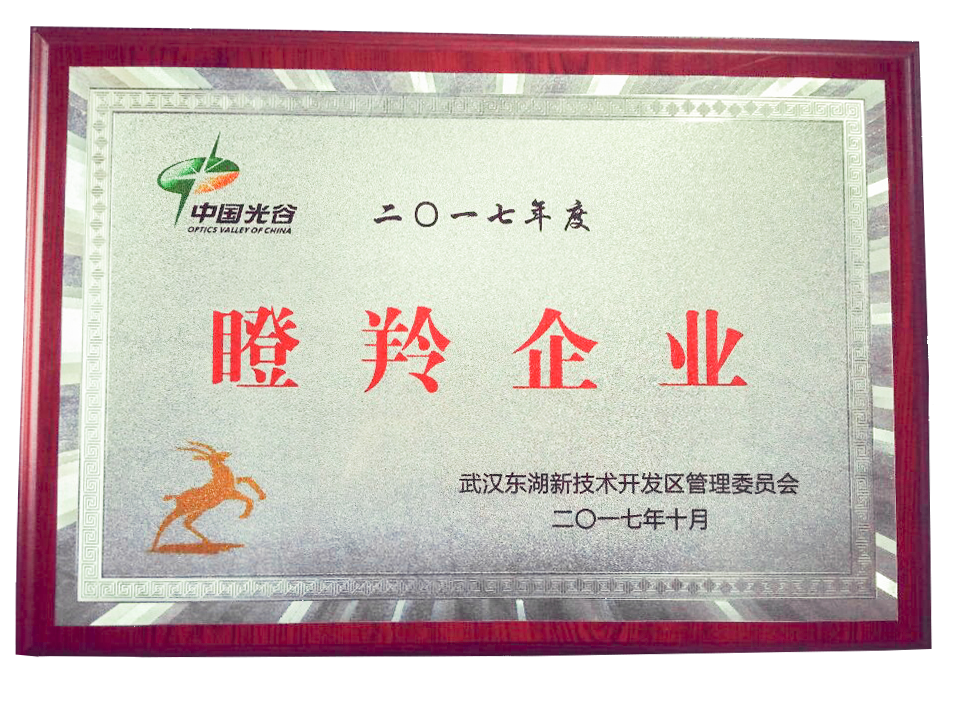 中国光谷
OPTICS VALLEY OF CHINA
二〇一七年度
瞪羚企业
武汉东湖新技术开发区管理委员会
二〇一七年十月